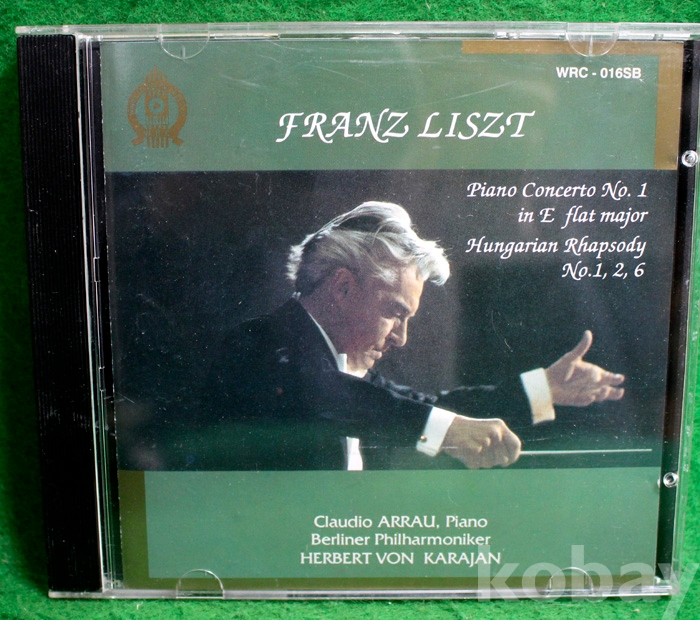 WRC - 016SB
FRANZ LISZT
Piano Concerto No. 1
in E flat major
Hungarian Rhapsody
No.1, 2, 6
Claudio ARRAU, Piano
Berliner Philharmoniker
HERBERT VON KARAJAN
kobay